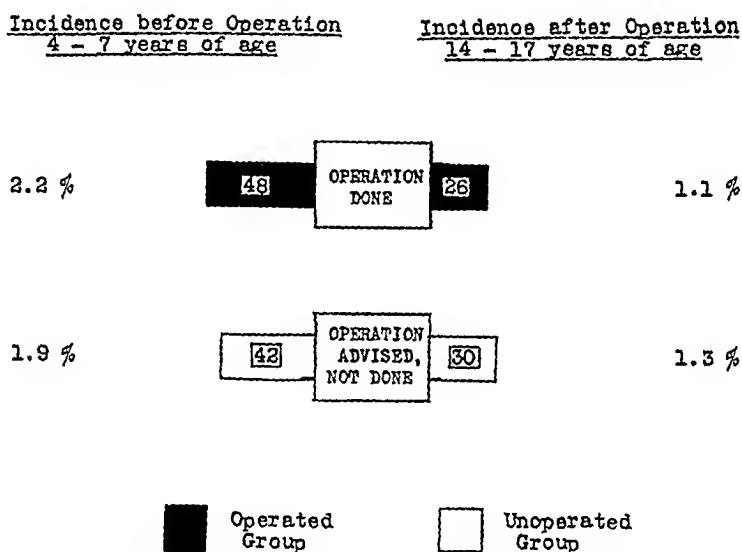 Incidence before Operation
4 - 7 years of age
Incidence after Operation
14 - 17 years of age
2.2 %
48
OPERATION
DONE
26
1.1 %
1.9 %
42
OPERATION
ADVISED,
NOT DONE
30
1.3 %
Operated
Group
Unoperated
Group